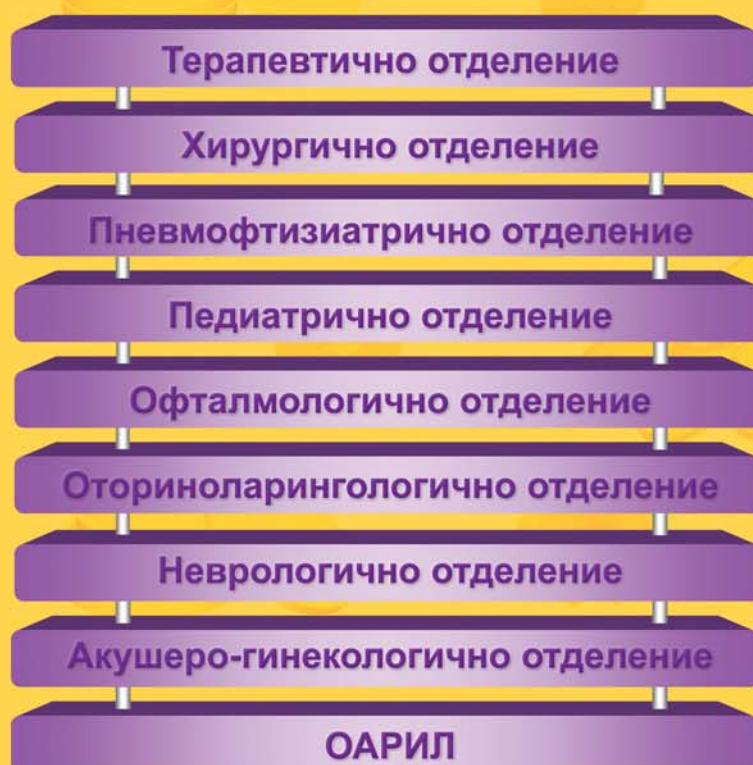 Терапевтично отделение
Хирургично отделение
Пневмофтизиатрично отделение
Педиатрично отделение
Офталмологично отделение
Оториноларингологично отделение
Неврологично отделение
Акушеро-гинекологично отделение
ОАРИЛ